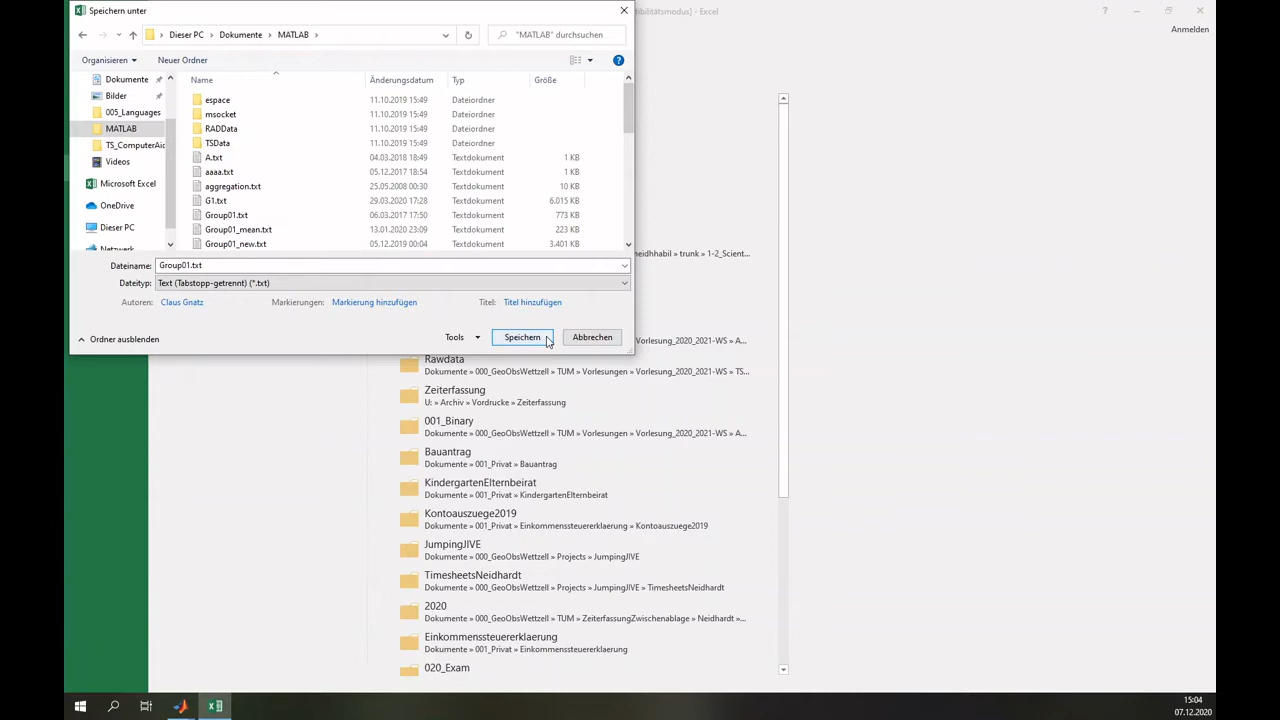 Speichern unter
tibilitätsmodus] - Excel
?
Anmelden
Dieser PC > Dokumente > MATLAB >
"MATLAB" durchsuchen
Organisieren
Neuer Ordner
Dokumente
Bilder
005_Languages
MATLAB
TS_ComputerAid
Videos
Microsoft Excel
OneDrive
Dieser PC
Netzwerk
Name Änderungsdatum Typ Größe
espace 11.10.2019 15:49 Dateiordner
msocket 11.10.2019 15:49 Dateiordner
RADData 11.10.2019 15:49 Dateiordner
TSData 11.10.2019 15:49 Dateiordner
A.txt 04.03.2018 18:49 Textdokument 1 KB
aaaa.txt 05.12.2017 18:54 Textdokument 1 KB
aggregation.txt 25.05.2008 00:30 Textdokument 10 KB
G1.txt 29.03.2020 17:28 Textdokument 6.015 KB
Group01.txt 06.03.2017 17:50 Textdokument 773 KB
Group01_mean.txt 13.01.2020 23:09 Textdokument 223 KB
Group01_new.txt 05.12.2019 00:04 Textdokument 3.401 KB
Dateiname: Group01.txt
Dateityp: Text (Tabstopp-getrennt) (*.txt)
Autoren: Claus Gnatz Markierungen: Markierung hinzufügen Titel: Titel hinzufügen
Ordner ausblenden
Tools Speichern Abbrechen
neidhhabil » trunk » 1-2_Scient...
Vorlesung_2020_2021-WS » A...
Rawdata
Dokumente » 000_GeoObsWettzell » TUM » Vorlesungen » Vorlesung_2020_2021-WS » TS...
Zeiterfassung
U: » Archiv » Vordrucke » Zeiterfassung
001_Binary
Dokumente » 000_GeoObsWettzell » TUM » Vorlesungen » Vorlesung_2020_2021-WS » A...
Bauantrag
Dokumente » 001_Privat » Bauantrag
KindergartenElternbeirat
Dokumente » 001_Privat » KindergartenElternbeirat
Kontoauszuege2019
Dokumente » 001_Privat » Einkommenssteuererklaerung » Kontoauszuege2019
JumpingJIVE
Dokumente » 000_GeoObsWettzell » Projects » JumpingJIVE
TimesheetsNeidhardt
Dokumente » 000_GeoObsWettzell » Projects » JumpingJIVE » TimesheetsNeidhardt
2020
Dokumente » 000_GeoObsWettzell » TUM » ZeiterfassungZwischenablage » Neidhardt »...
Einkommenssteuererklaerung
Dokumente » 001_Privat » Einkommenssteuererklaerung
020_Exam
15:04
07.12.2020